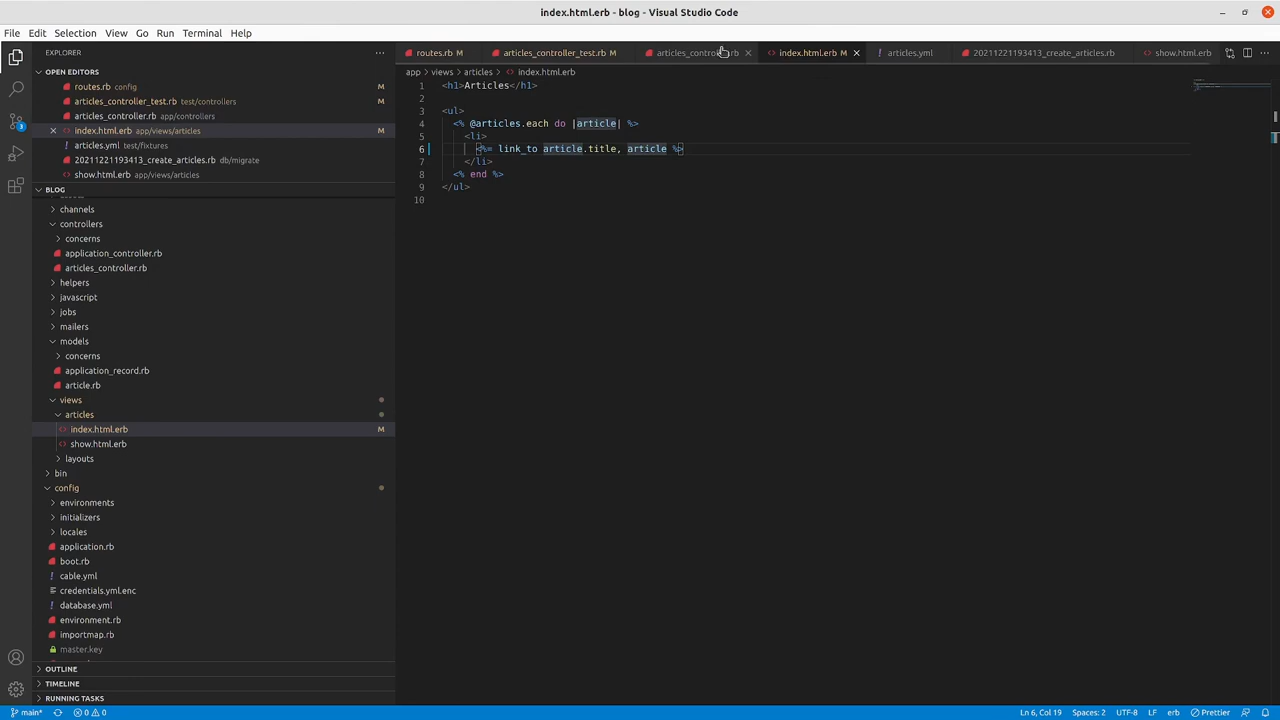 index.html.erb - blog - Visual Studio Code
File Edit Selection View Go Run Terminal Help
EXPLORER
OPEN EDITORS
routes.rb config M
articles_controller_test.rb test/controllers M
articles_controller.rb app/controllers
index.html.erb app/views/articles M
articles.yml test/fixtures
20211221193413_create_articles.rb db/migrate
show.html.erb app/views/articles
BLOG
channels
controllers
concerns
application_controller.rb
articles_controller.rb
helpers
javascript
jobs
mailers
models
concerns
application_record.rb
article.rb
views
articles
index.html.erb M
show.html.erb
layouts
bin
config
environments
initializers
locales
application.rb
boot.rb
cable.yml
credentials.yml.enc
database.yml
environment.rb
importmap.rb
master.key
OUTLINE
TIMELINE
RUNNING TASKS
3
routes.rb M articles_controller_test.rb M articles_controller.rb index.html.erb M articles.yml 20211221193413_create_articles.rb show.html.erb
app > views > articles > index.html.erb
1 <h1>Articles</h1>
2
3 <ul>
4 <% @articles.each do |article| %>
5 <li>
6 <%= link_to article.title, article %>
7 </li>
8 <% end %>
9 </ul>
10
main* 0 0 Ln 6, Col 19 Spaces: 2 UTF-8 LF erb Prettier